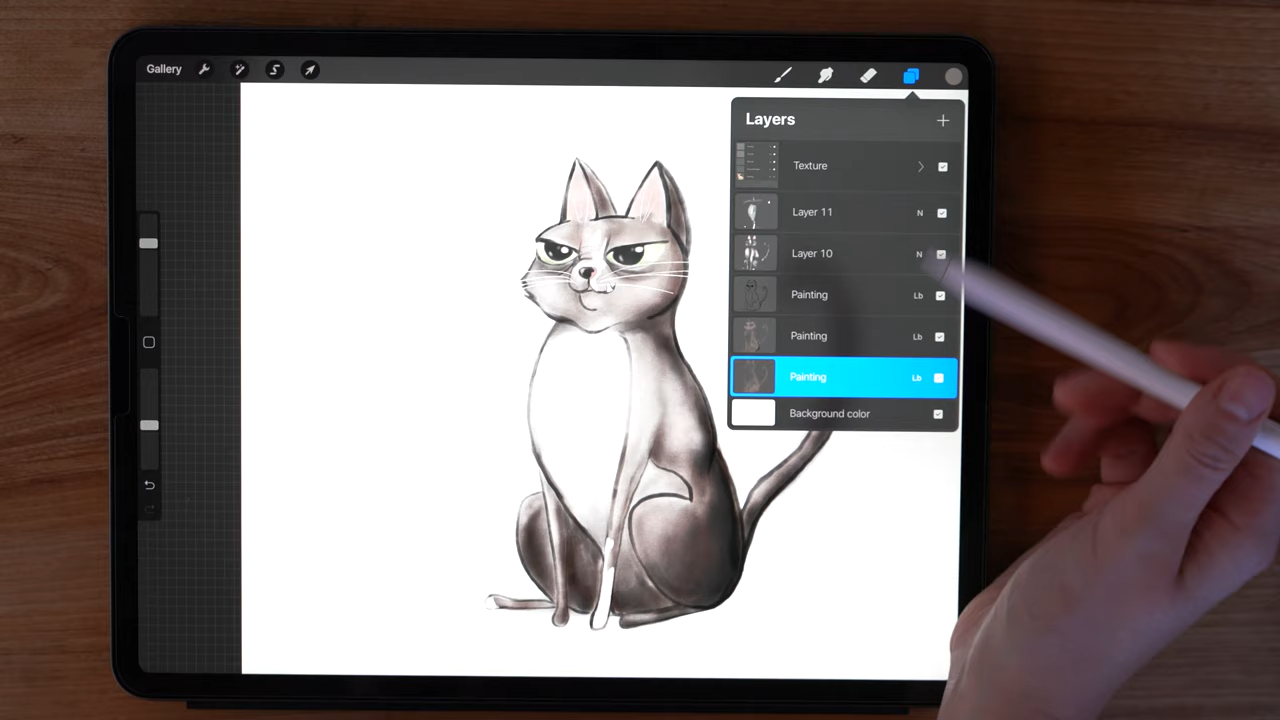 Gallery
Layers
Texture
Layer 11 N
Layer 10 N
Painting Lb
Painting Lb
Painting Lb
Background color